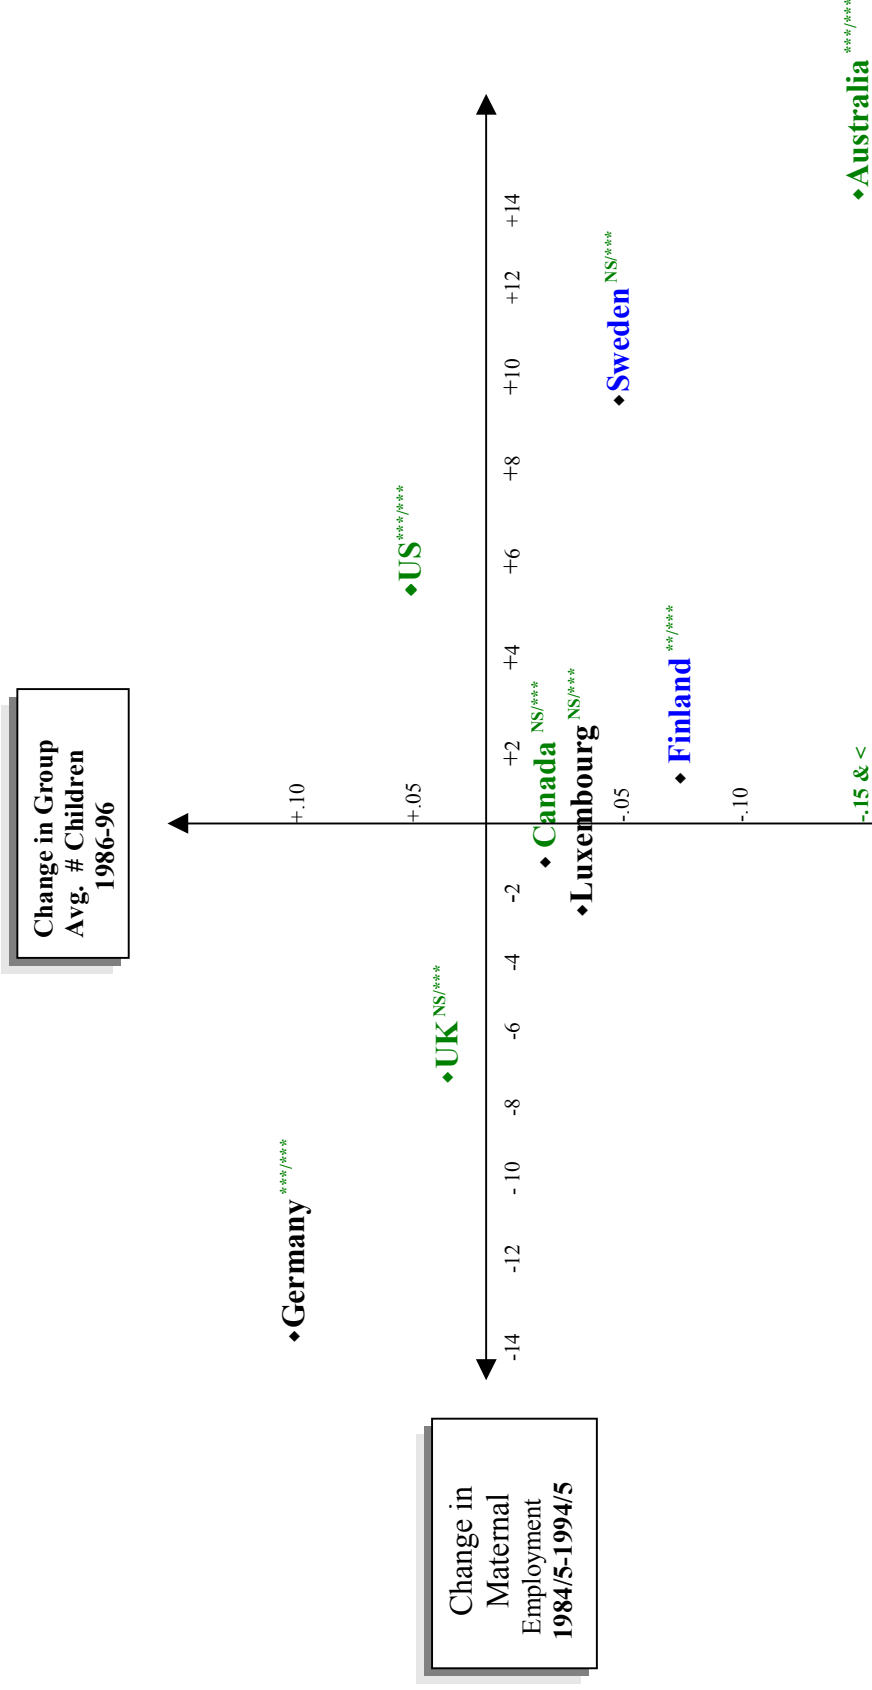 Change in Group
Avg. # Children
1986-96
+.10
Germany ***/***
+.05
US***/***
UK NS/***
Change in
Maternal
Employment
1984/5-1994/5
-14
-12
- 10
-8
-6
-4
-2
+2
+4
+6
+8
+10
+12
+14
Canada NS/***
Luxembourg NS/***
-.05
Sweden NS/***
Finland **/***
-.10
-.15 & <
Australia ***/***